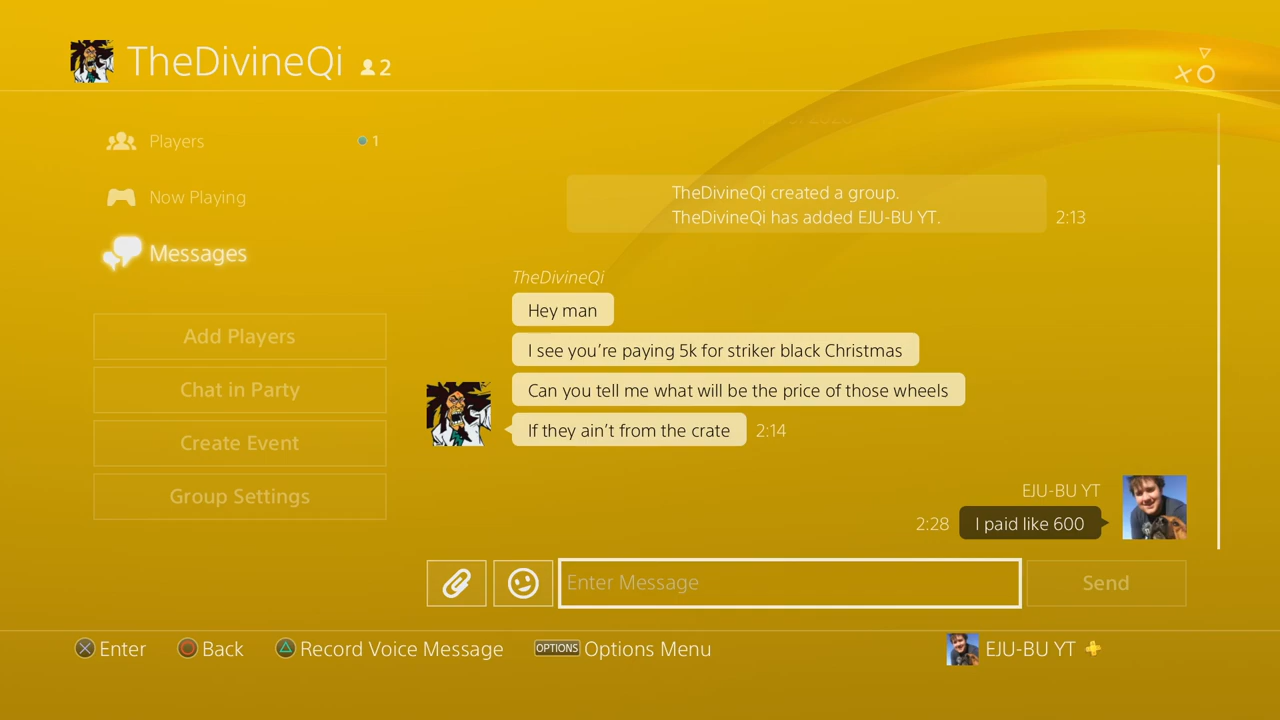 TheDivineQi 2
Players 1
Now Playing
Messages
Add Players
Chat in Party
Create Event
Group Settings
TheDivineQi created a group.
TheDivineQi has added EJU-BU YT.
2:13
TheDivineQi
Hey man
I see you're paying 5k for striker black Christmas
Can you tell me what will be the price of those wheels
If they ain't from the crate 2:14
EJU-BU YT
2:28 I paid like 600
Enter Message
Send
Enter Back Record Voice Message OPTIONS Options Menu EJU-BU YT